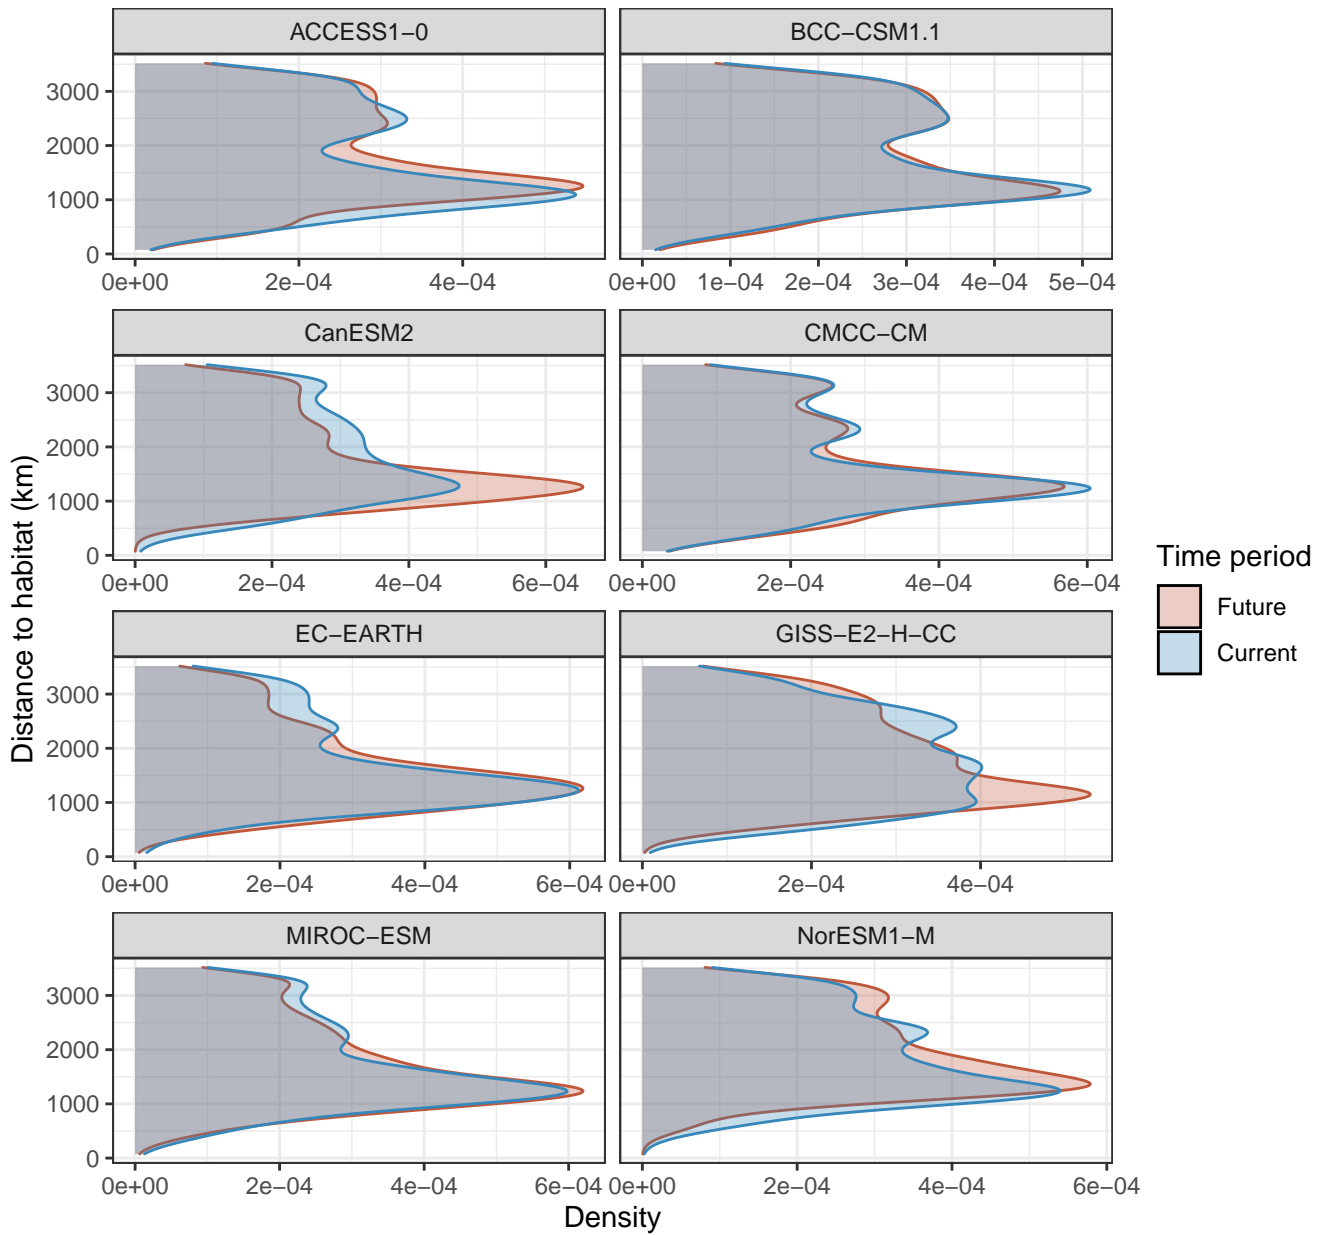 ACCESS1−0
BCC−CSM1.1
3000
2000
1000
0
0e+00 2e−04 4e−04
0e+00 1e−04 2e−04 3e−04 4e−04 5e−04
CanESM2
CMCC−CM
3000
2000
1000
0
0e+00 2e−04 4e−04 6e−04
0e+00 2e−04 4e−04 6e−04
EC−EARTH
GISS−E2−H−CC
3000
2000
1000
0
0e+00 2e−04 4e−04 6e−04
0e+00 2e−04 4e−04
MIROC−ESM
NorESM1−M
3000
2000
1000
0
0e+00 2e−04 4e−04 6e−04
0e+00 2e−04 4e−04 6e−04
Density
Distance to habitat (km)
Time period
Future
Current